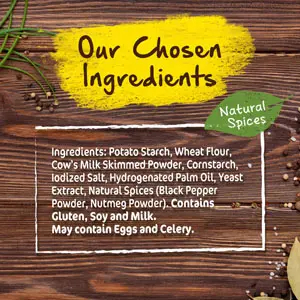 Our Chosen
Ingredients
Natural
Spices
Ingredients: Potato Starch, Wheat Flour,
Cow's Milk Skimmed Powder, Cornstarch,
Iodized Salt, Hydrogenated Palm Oil, Yeast
Extract, Natural Spices (Black Pepper
Powder, Nutmeg Powder). Contains
Gluten, Soy and Milk.
May contain Eggs and Celery.